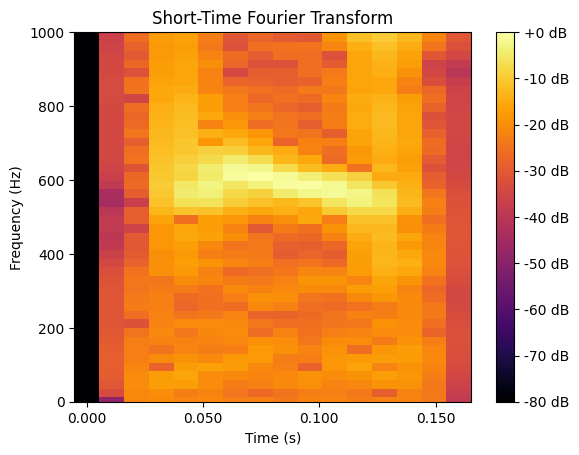 Short-Time Fourier Transform
Frequency (Hz)
1000
800
600
400
200
0
0.000
0.050
0.100
0.150
Time (s)
+0 dB
-10 dB
-20 dB
-30 dB
-40 dB
-50 dB
-60 dB
-70 dB
-80 dB